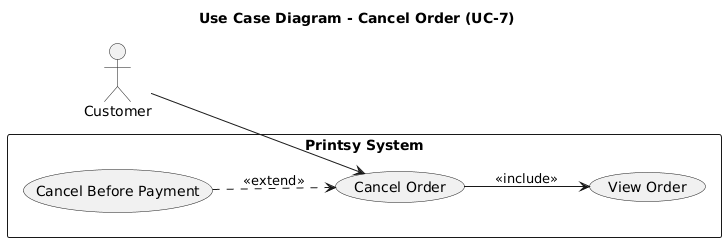 Use Case Diagram - Cancel Order (UC-7)
Customer
Printsy System
Cancel Before Payment
«extend»
Cancel Order
«include»
View Order